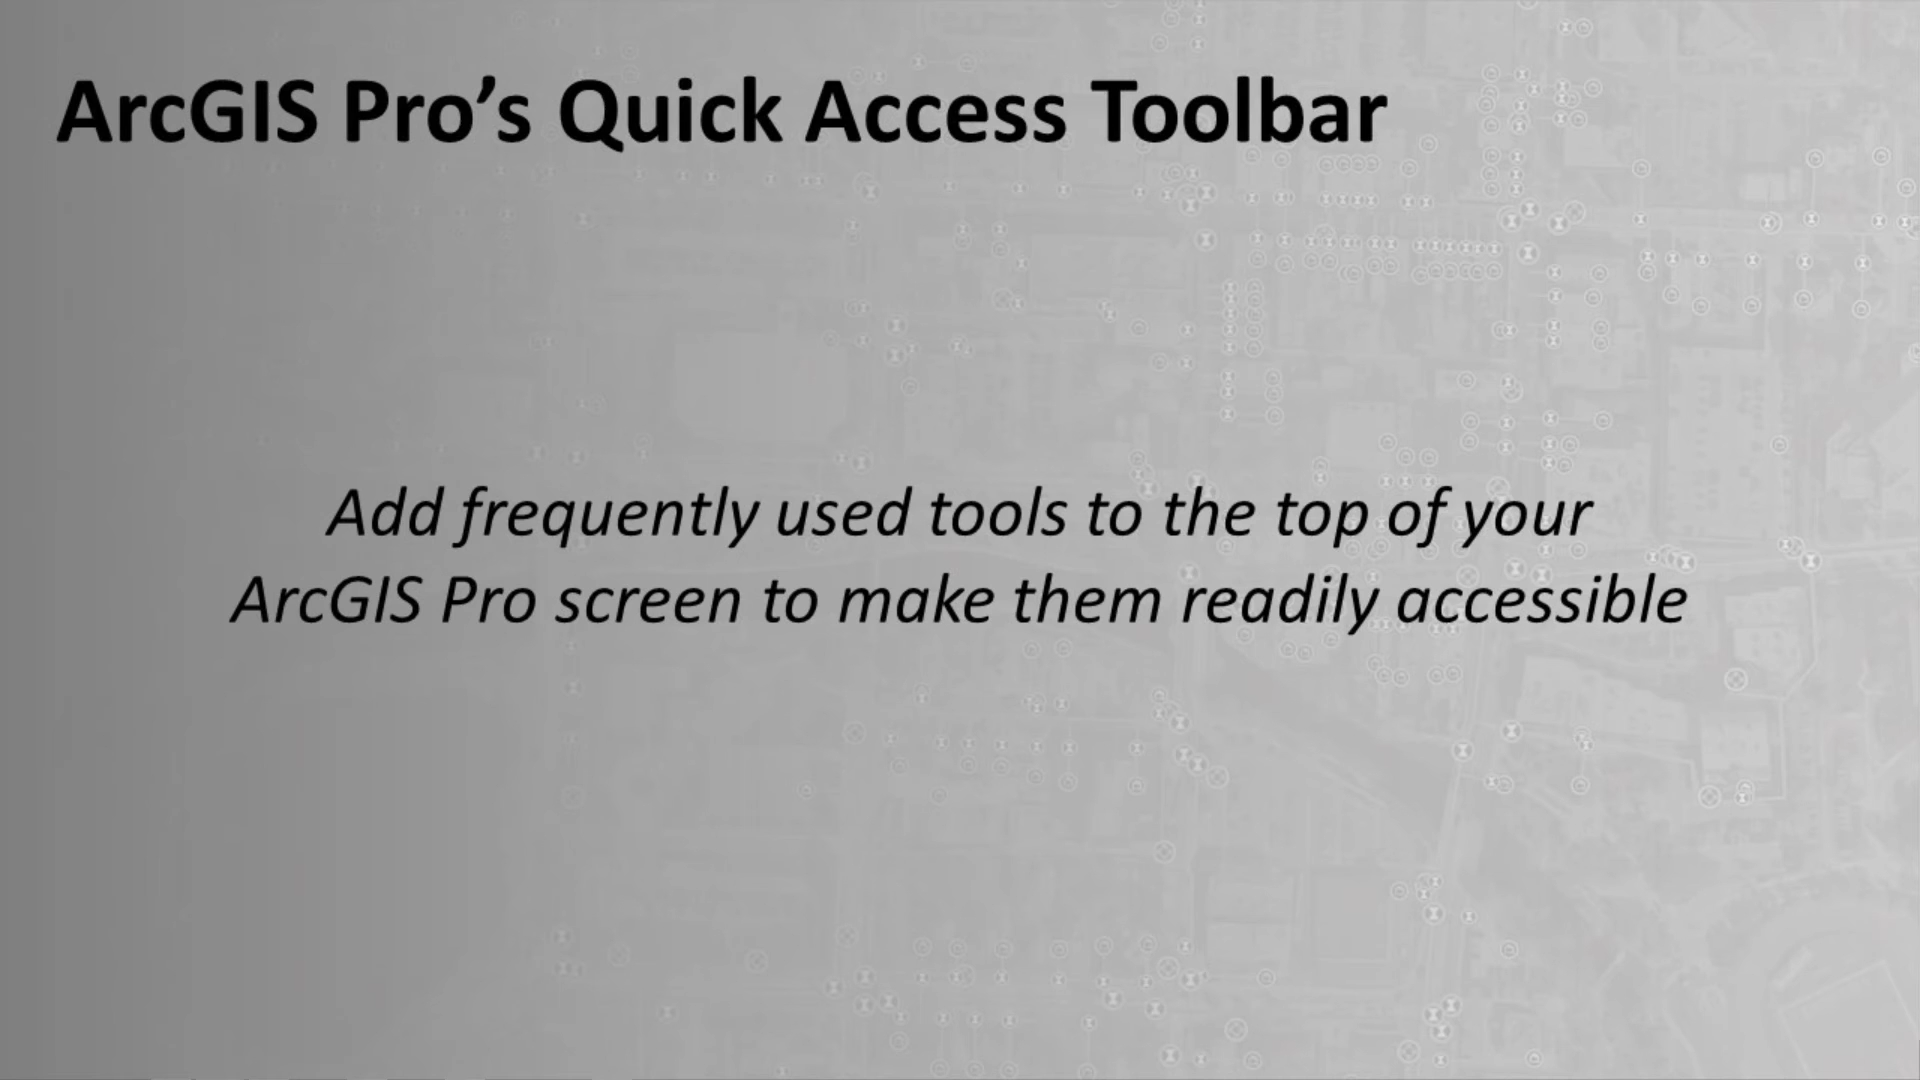 ArcGIS Pro’s Quick Access Toolbar
Add frequently used tools to the top of your
ArcGIS Pro screen to make them readily accessible